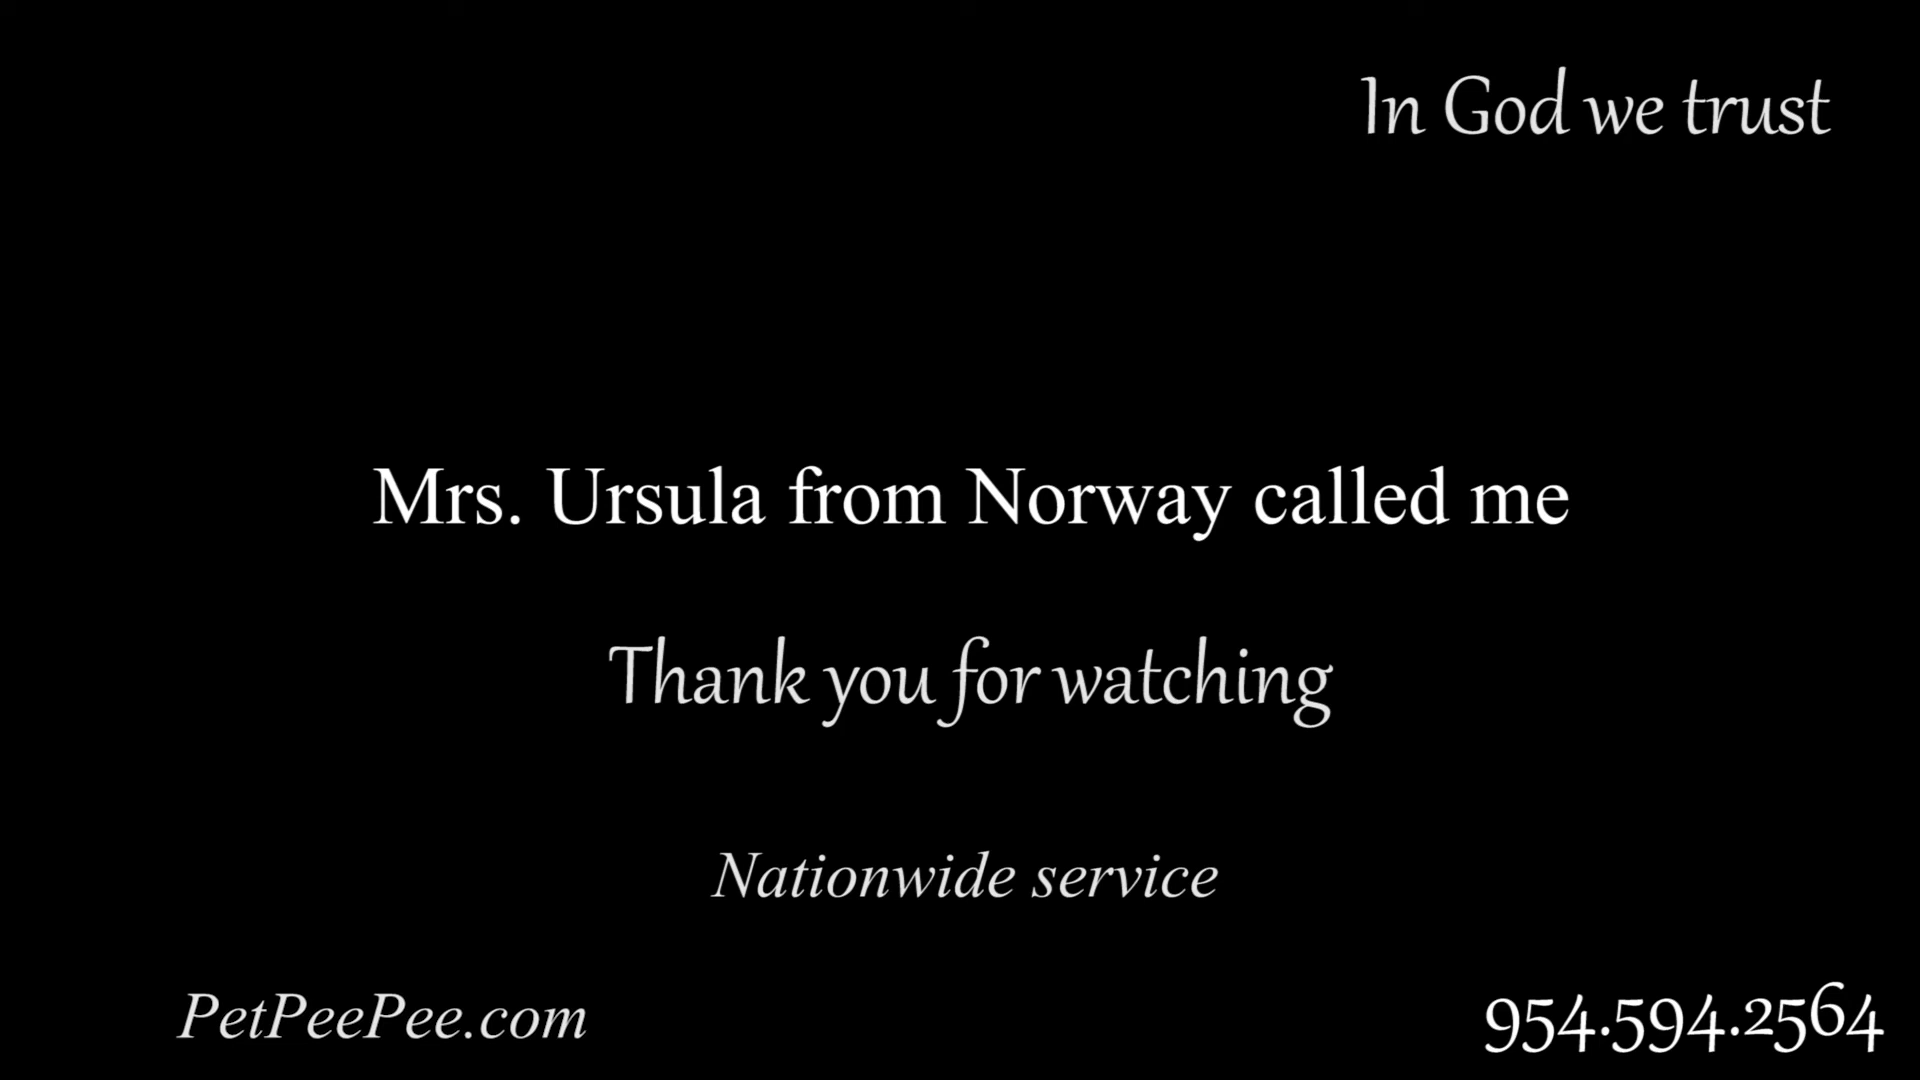 In God we trust
Mrs. Ursula from Norway called me
Thank you for watching
Nationwide service
PetPeePee.com
954.594.2564